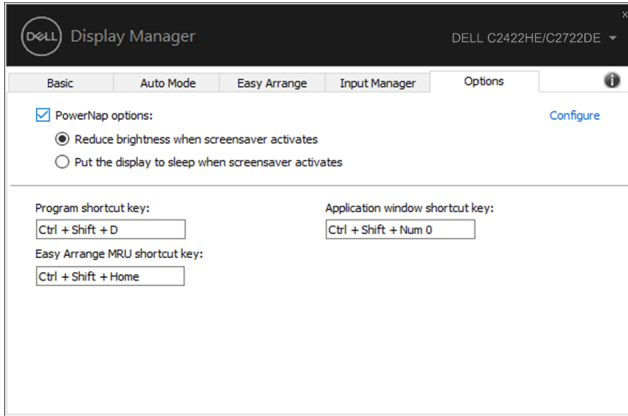 x
DELL Display Manager
DELL C2422HE/C2722DE
Basic Auto Mode Easy Arrange Input Manager Options i
PowerNap options: Configure
Reduce brightness when screensaver activates
Put the display to sleep when screensaver activates
Program shortcut key: Application window shortcut key:
Ctrl + Shift + D Ctrl + Shift + Num 0
Easy Arrange MRU shortcut key:
Ctrl + Shift + Home